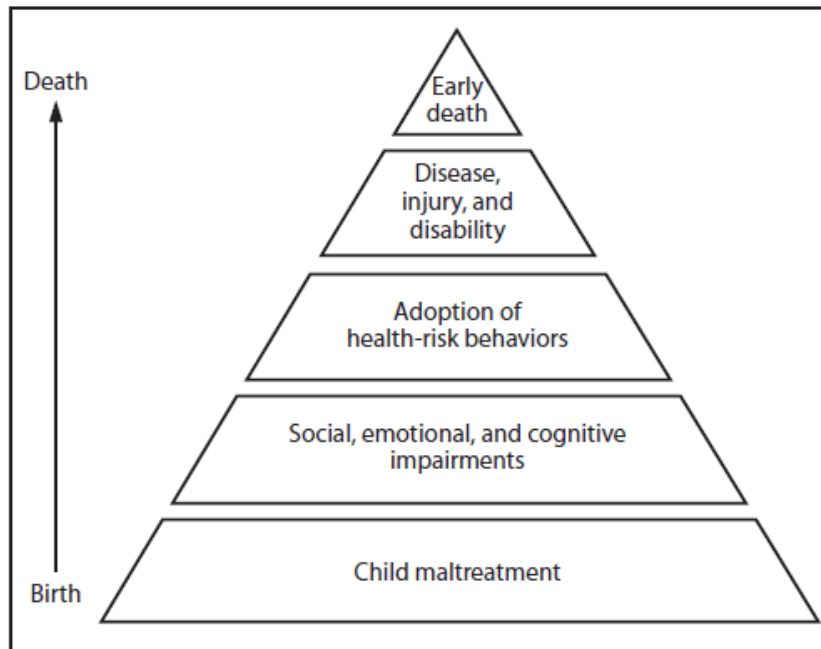 Death
Early
death
Disease,
injury, and
disability
Adoption of
health-risk behaviors
Social, emotional, and cognitive
impairments
Child maltreatment
Birth